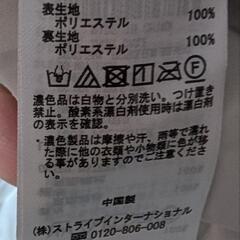 表生地
ポリエステル 100%
裏生地
ポリエステル 100%
濃色品は白物と分別洗い。つけ置き
禁止。酸素系漂白剤使用時は漂白剤
の表示を確認。
●濃色製品は摩擦や汗、雨等で濡れ
た際に他の衣類や小物類に色が移
る事がありますのでご注意くださ
い。
中国製
(株)ストライプインターナショナル
0120-806-008